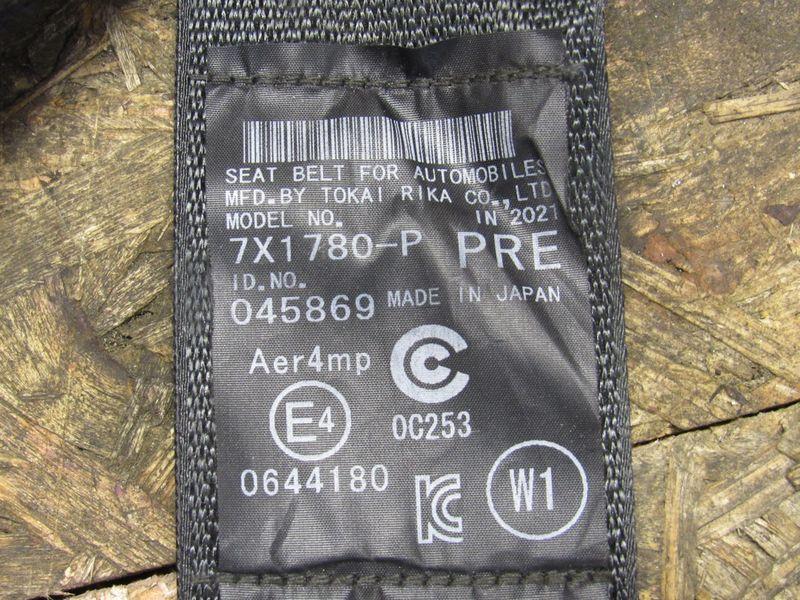 SEAT BELT FOR AUTOMOBILES
MFD.BY TOKAI RIKA CO., LTD
MODEL NO. IN 2021
7X1780-P PRE
ID.NO.
045869 MADE IN JAPAN
Aer4mp
E4
0C253
0644180
KC
W1